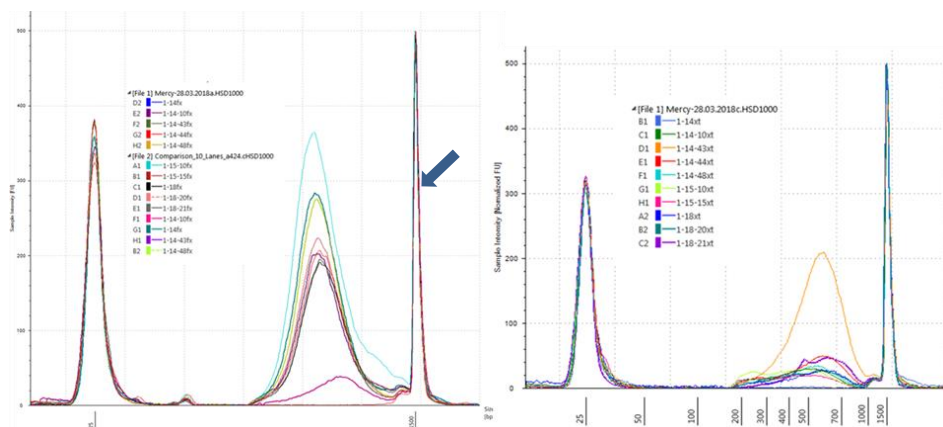 500
400
300
200
100
0
Sample Intensity [FU]
[File 1] Mercy-28.03.2018a.HSD1000
D2 1-14fx
E2 1-14-10fx
F2 1-14-43fx
G2 1-14-44fx
H2 1-14-48fx
[File 2] Comparison_10_Lanes_a424.cHSD1000
A1 1-15-10fx
B1 1-15-15fx
C1 1-18fx
D1 1-18-20fx
E1 1-18-21fx
F1 1-14-10fx
G1 1-14fx
H1 1-14-43fx
B2 1-14-48fx
500
400
300
200
100
0
Sample Intensity [Normalized FU]
[File 1] Mercy-28.03.2018c.HSD1000
B1 1-14xt
C1 1-14-10xt
D1 1-14-43xt
E1 1-14-44xt
F1 1-14-48xt
G1 1-15-10xt
H1 1-15-15xt
A2 1-18xt
B2 1-18-20xt
C2 1-18-21xt
25
50
100
200
300
400
500
700
1000
1500